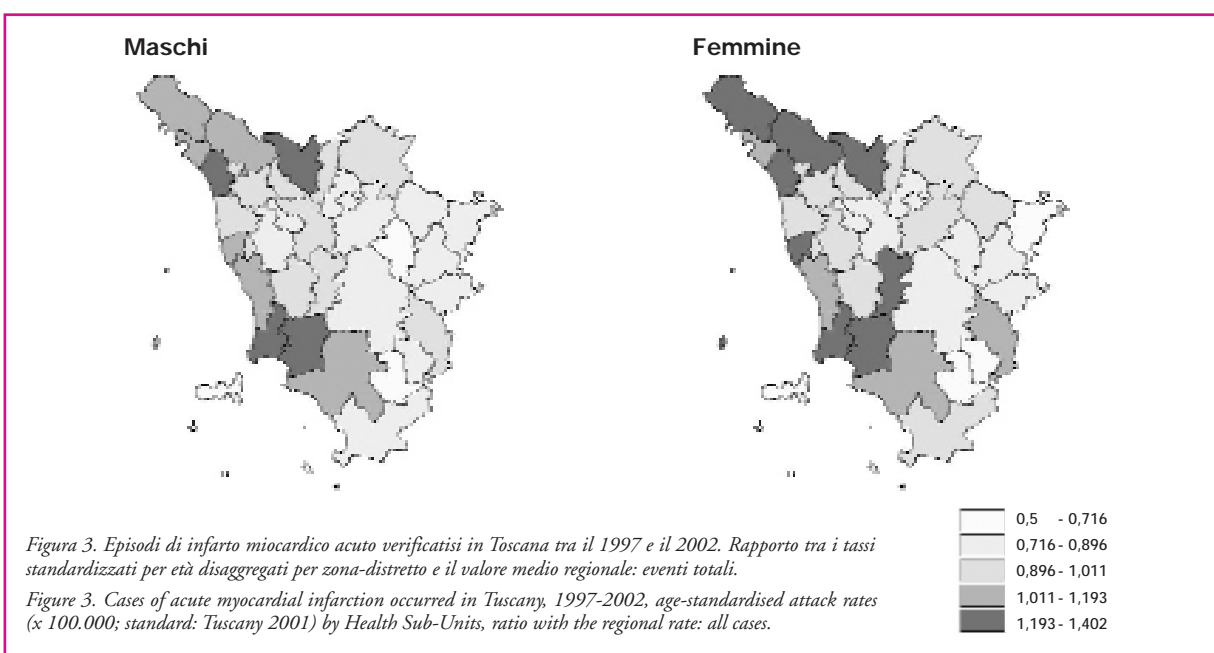 Maschi
Femmine
0,5 - 0,716
0,716 - 0,896
0,896 - 1,011
1,011 - 1,193
1,193 - 1,402
Figura 3. Episodi di infarto miocardico acuto verificatisi in Toscana tra il 1997 e il 2002. Rapporto tra i tassi
standardizzati per età disaggregati per zona-distretto e il valore medio regionale: eventi totali.
Figure 3. Cases of acute myocardial infarction occurred in Tuscany, 1997-2002, age-standardised attack rates
(x 100.000; standard: Tuscany 2001) by Health Sub-Units, ratio with the regional rate: all cases.